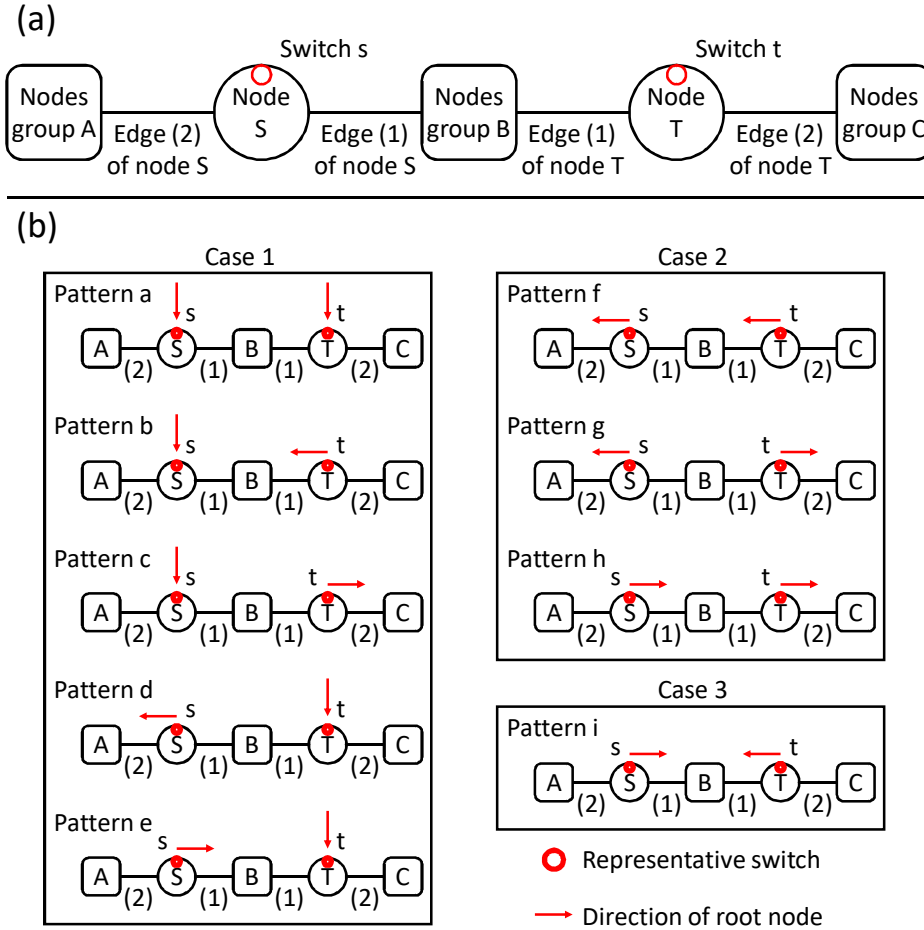 (a)
Switch s
Switch t
Nodes group A
Node S
Nodes group B
Node T
Nodes group C
Edge (2) of node S
Edge (1) of node S
Edge (1) of node T
Edge (2) of node T
(b)
Case 1
Pattern a
s t
A S B T C
(2) (1) (1) (2)
Pattern b
s t
A S B T C
(2) (1) (1) (2)
Pattern c
s t
A S B T C
(2) (1) (1) (2)
Pattern d
s t
A S B T C
(2) (1) (1) (2)
Pattern e
s t
A S B T C
(2) (1) (1) (2)
Case 2
Pattern f
s t
A S B T C
(2) (1) (1) (2)
Pattern g
s t
A S B T C
(2) (1) (1) (2)
Pattern h
s t
A S B T C
(2) (1) (1) (2)
Case 3
Pattern i
s t
A S B T C
(2) (1) (1) (2)
Representative switch
Direction of root node